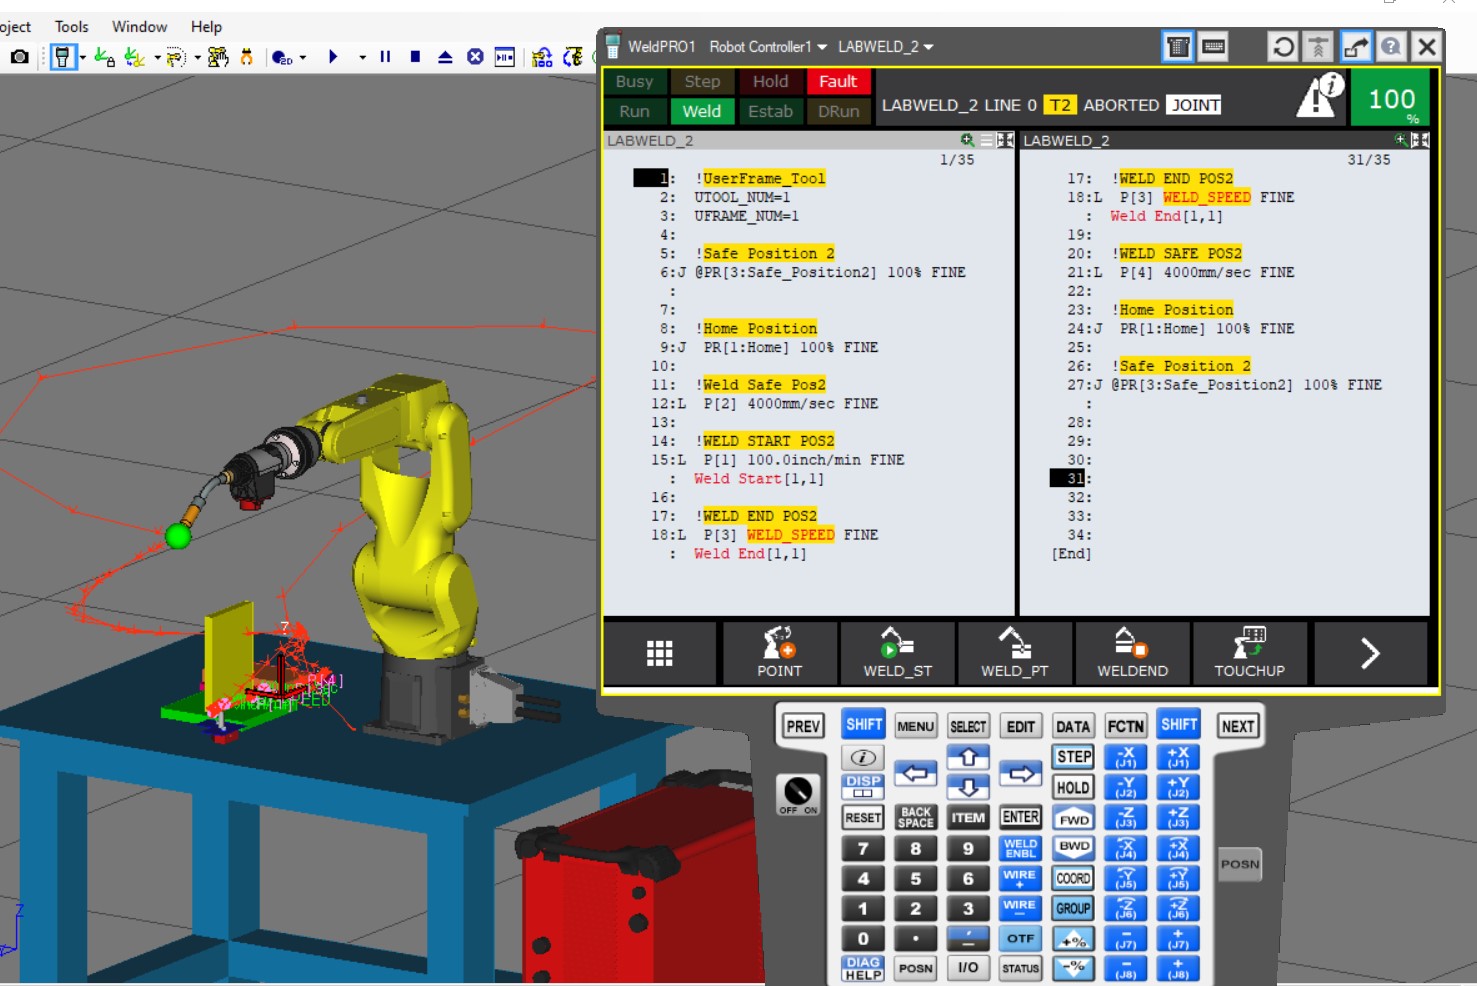 oject Tools Window Help
WeldPRO1 Robot Controller1 LABWELD_2
Busy Step Hold Fault
Run Weld Estab DRun
LABWELD_2 LINE 0 T2 ABORTED JOINT
100
%
LABWELD_2
1/35
1: !UserFrame_Tool
2: UTOOL_NUM=1
3: UFRAME_NUM=1
4:
5: !Safe Position 2
6:J @PR[3:Safe_Position2] 100% FINE
:
7:
8: !Home Position
9:J PR[1:Home] 100% FINE
10:
11: !Weld Safe Pos2
12:L P[2] 4000mm/sec FINE
13:
14: !WELD START POS2
15:L P[1] 100.0inch/min FINE
: Weld Start[1,1]
16:
17: !WELD END POS2
18:L P[3] WELD_SPEED FINE
: Weld End[1,1]
LABWELD_2
31/35
17: !WELD END POS2
18:L P[3] WELD_SPEED FINE
: Weld End[1,1]
19:
20: !WELD SAFE POS2
21:L P[4] 4000mm/sec FINE
22:
23: !Home Position
24:J PR[1:Home] 100% FINE
25:
26: !Safe Position 2
27:J @PR[3:Safe_Position2] 100% FINE
:
28:
29:
30:
31:
32:
33:
34:
[End]
POINT WELD_ST WELD_PT WELDEND TOUCHUP
PREV SHIFT MENU SELECT EDIT DATA FCTN SHIFT NEXT
i STEP -X (J1) +X (J1)
DISP HOLD -Y (J2) +Y (J2)
OFF ON
RESET BACK SPACE ITEM ENTER FWD -Z (J3) +Z (J3)
7 8 9 WELD ENBL BWD -X (J4) +X (J4)
POSN
4 5 6 WIRE + COORD -Y (J5) +Y (J5)
1 2 3 WIRE - GROUP -Z (J6) +Z (J6)
0 . OTF +% - (J7) + (J7)
DIAG HELP POSN I/O STATUS -% - (J8) + (J8)
Z
Z